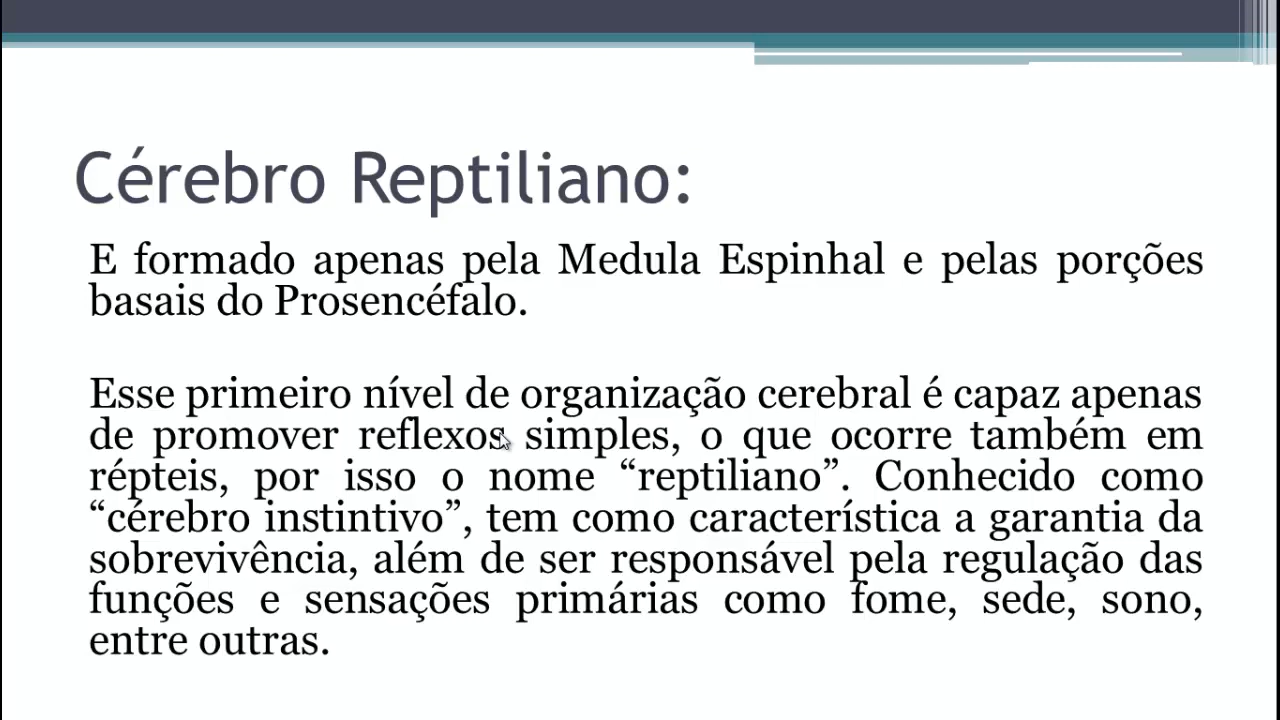 Cérebro Reptiliano:
E formado apenas pela Medula Espinhal e pelas porções
basais do Prosencéfalo.
Esse primeiro nível de organização cerebral é capaz apenas
de promover reflexos simples, o que ocorre também em
répteis, por isso o nome “reptiliano”. Conhecido como
“cérebro instintivo”, tem como característica a garantia da
sobrevivência, além de ser responsável pela regulação das
funções e sensações primárias como fome, sede, sono,
entre outras.